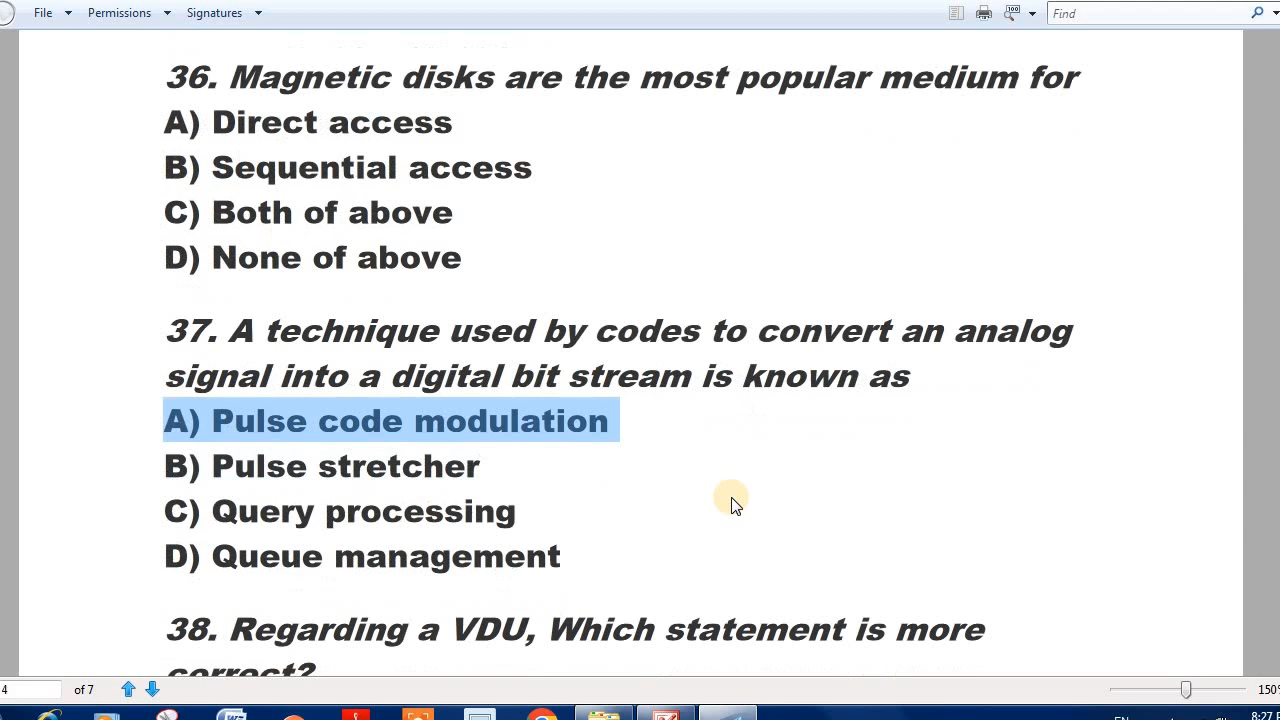 File Permissions Signatures Find
36. Magnetic disks are the most popular medium for
A) Direct access
B) Sequential access
C) Both of above
D) None of above
37. A technique used by codes to convert an analog
signal into a digital bit stream is known as
A) Pulse code modulation
B) Pulse stretcher
C) Query processing
D) Queue management
38. Regarding a VDU, Which statement is more
correct?
4 of 7 150%